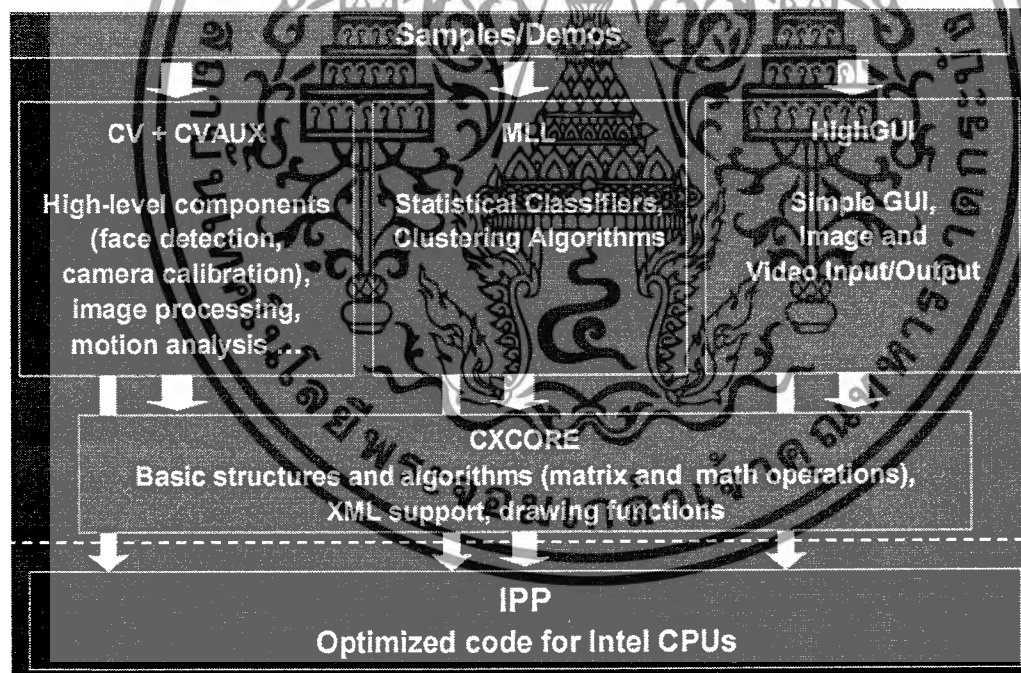 Samples/Demos
CV + CVAUX
High-level components
(face detection,
camera calibration),
image processing,
motion analysis ...
MLL
Statistical Classifiers,
Clustering Algorithms
HighGUI
Simple GUI,
Image and
Video Input/Output
CXCORE
Basic structures and algorithms (matrix and math operations),
XML support, drawing functions
IPP
Optimized code for Intel CPUs